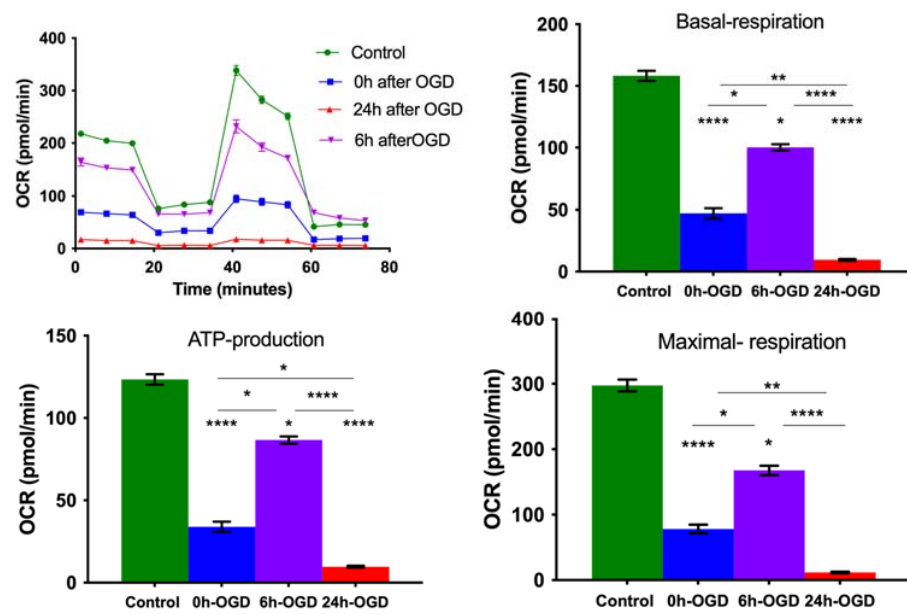 400
300
200
100
0
0
20
40
60
80
OCR (pmol/min)
Time (minutes)
Control
0h after OGD
24h after OGD
6h afterOGD
Basal-respiration
200
150
100
50
0
OCR (pmol/min)
**
* ****
**** * ****
Control 0h-OGD 6h-OGD 24h-OGD
ATP-production
150
100
50
0
OCR (pmol/min)
*
* ****
**** * ****
Control 0h-OGD 6h-OGD 24h-OGD
Maximal- respiration
400
300
200
100
0
OCR (pmol/min)
**
* ****
**** * ****
Control 0h-OGD 6h-OGD 24h-OGD